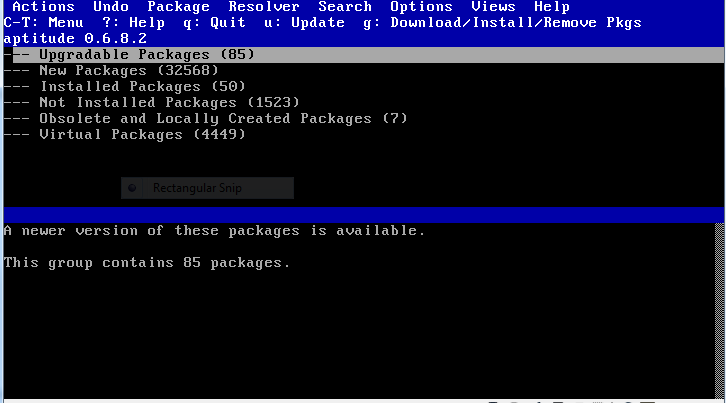 Actions Undo Package Resolver Search Options Views Help
C-T: Menu ?: Help q: Quit u: Update g: Download/Install/Remove Pkgs
aptitude 0.6.8.2
--- Upgradable Packages (85)
--- New Packages (32568)
--- Installed Packages (50)
--- Not Installed Packages (1523)
--- Obsolete and Locally Created Packages (7)
--- Virtual Packages (4449)
Rectangular Snip
A newer version of these packages is available.
This group contains 85 packages.